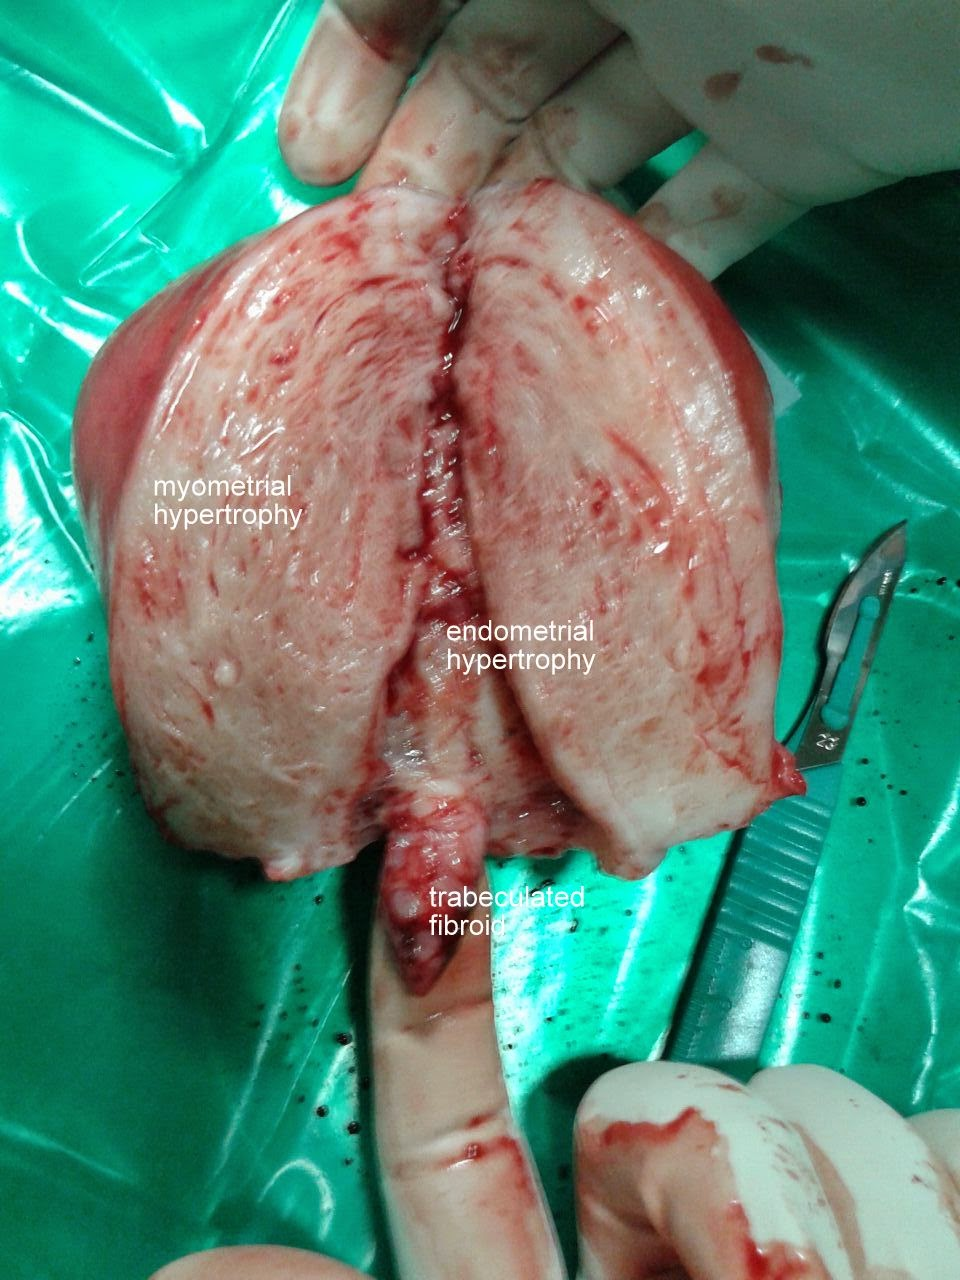 myometrial
hypertrophy
endometrial
hypertrophy
trabeculated
fibroid
23